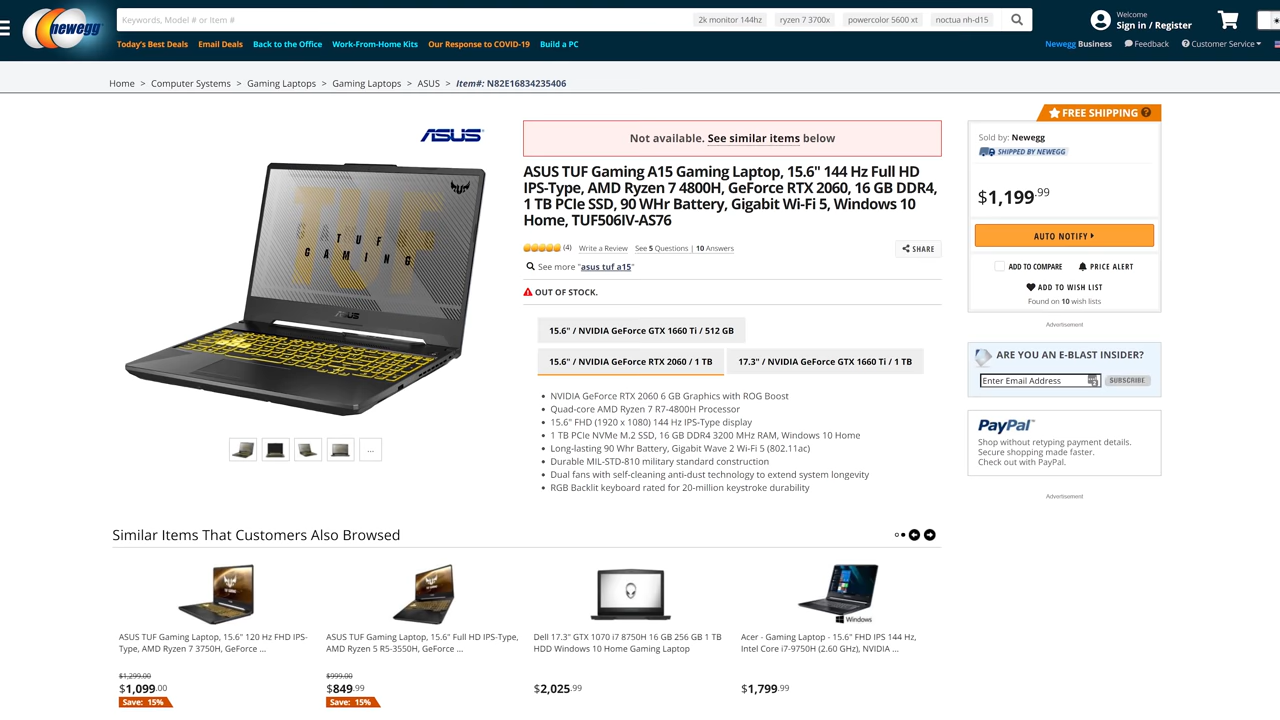 newegg
Keywords, Model # or Item #
2k monitor 144hz
ryzen 7 3700x
powercolor 5600 xt
noctua nh-d15
Welcome
Sign in / Register
Today's Best Deals
Email Deals
Back to the Office
Work-From-Home Kits
Our Response to COVID-19
Build a PC
Newegg Business
Feedback
? Customer Service
Home > Computer Systems > Gaming Laptops > Gaming Laptops > ASUS > Item#: N82E16834235406
ASUS
TUF
TUF
GAMING
ASUS
...
Not available. See similar items below
ASUS TUF Gaming A15 Gaming Laptop, 15.6" 144 Hz Full HD
IPS-Type, AMD Ryzen 7 4800H, GeForce RTX 2060, 16 GB DDR4,
1 TB PCIe SSD, 90 WHr Battery, Gigabit Wi-Fi 5, Windows 10
Home, TUF506IV-AS76
(4) Write a Review See 5 Questions | 10 Answers
SHARE
See more "asus tuf a15"
OUT OF STOCK.
15.6" / NVIDIA GeForce GTX 1660 Ti / 512 GB
15.6" / NVIDIA GeForce RTX 2060 / 1 TB
17.3" / NVIDIA GeForce GTX 1660 Ti / 1 TB
• NVIDIA GeForce RTX 2060 6 GB Graphics with ROG Boost
• Quad-core AMD Ryzen 7 R7-4800H Processor
• 15.6" FHD (1920 x 1080) 144 Hz IPS-Type display
• 1 TB PCIe NVMe M.2 SSD, 16 GB DDR4 3200 MHz RAM, Windows 10 Home
• Long-lasting 90 Whr Battery, Gigabit Wave 2 Wi-Fi 5 (802.11ac)
• Durable MIL-STD-810 military standard construction
• Dual fans with self-cleaning anti-dust technology to extend system longevity
• RGB Backlit keyboard rated for 20-million keystroke durability
FREE SHIPPING ?
Sold by: Newegg
SHIPPED BY NEWEGG
$1,199.99
AUTO NOTIFY
ADD TO COMPARE
PRICE ALERT
ADD TO WISH LIST
Found on 10 wish lists
Advertisement
ARE YOU AN E-BLAST INSIDER?
Enter Email Address
SUBSCRIBE
PayPal
Shop without retyping payment details.
Secure shopping made faster.
Check out with PayPal.
Advertisement
Similar Items That Customers Also Browsed
ASUS TUF Gaming Laptop, 15.6" 120 Hz FHD IPS-
Type, AMD Ryzen 7 3750H, GeForce ...
$1,299.00
$1,099.00
Save: 15%
ASUS TUF Gaming Laptop, 15.6" Full HD IPS-Type,
AMD Ryzen 5 R5-3550H, GeForce ...
$999.00
$849.99
Save: 15%
Dell 17.3" GTX 1070 i7 8750H 16 GB 256 GB 1 TB
HDD Windows 10 Home Gaming Laptop
$2,025.99
Windows
Acer - Gaming Laptop - 15.6" FHD IPS 144 Hz,
Intel Core i7-9750H (2.60 GHz), NVIDIA ...
$1,799.99